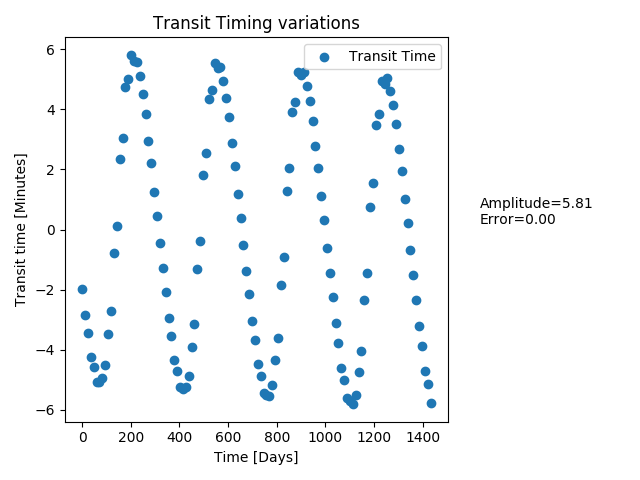 Transit Timing variations
Transit Time
6
4
2
0
−2
−4
−6
Transit time [Minutes]
0
200
400
600
800
1000
1200
1400
Time [Days]
Amplitude=5.81
Error=0.00